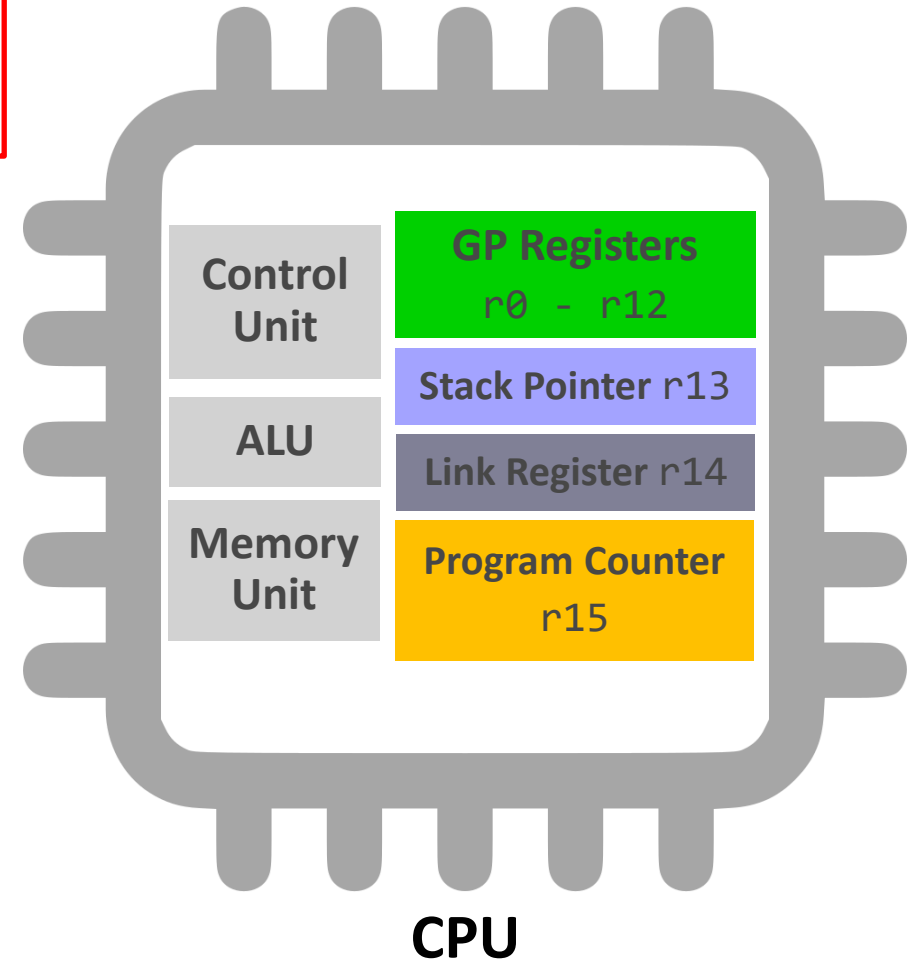 Control
Unit
ALU
Memory
Unit
GP Registers
r0 - r12
Stack Pointer r13
Link Register r14
Program Counter
r15
CPU